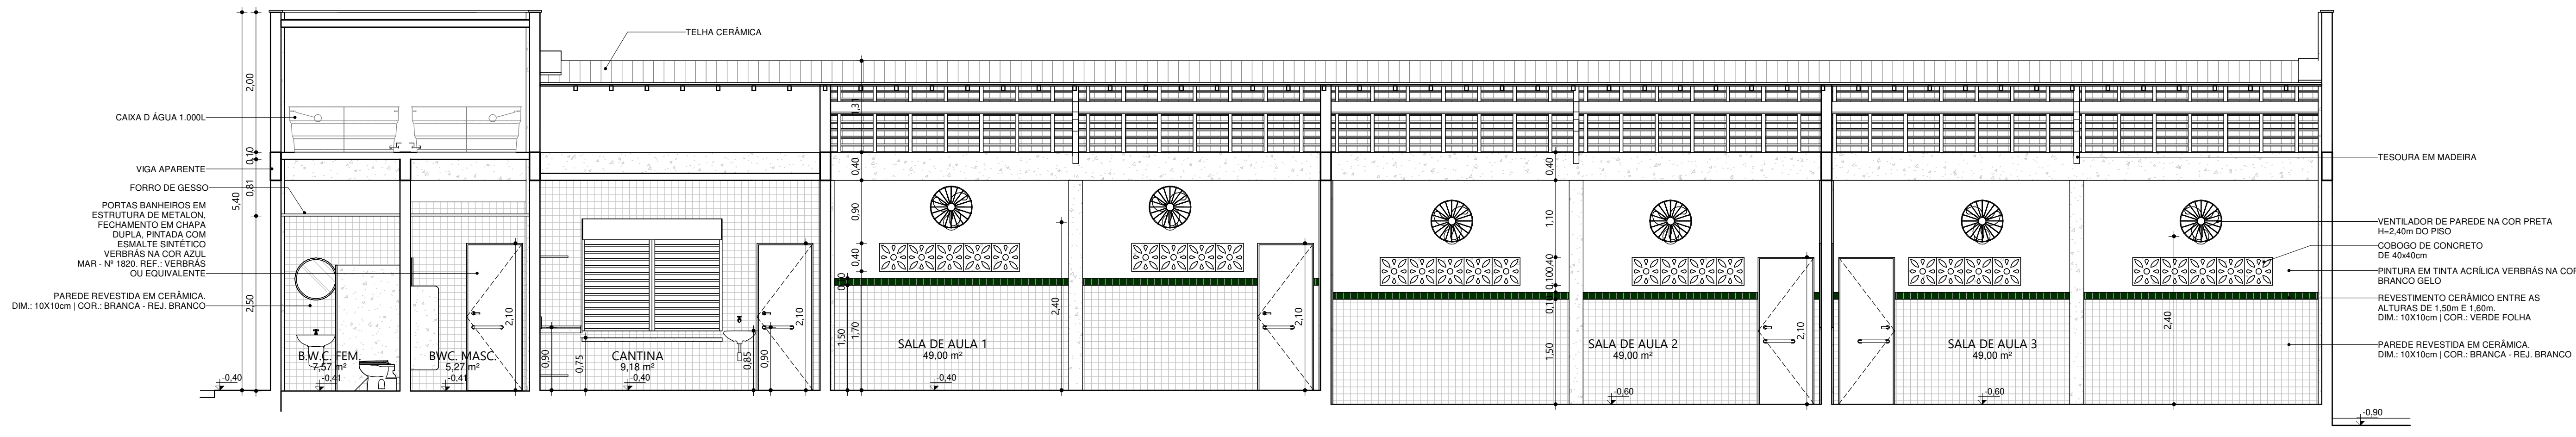 TELHA CERÂMICA
CAIXA D ÁGUA 1.000L
VIGA APARENTE
FORRO DE GESSO
PORTAS BANHEIROS EM
ESTRUTURA DE METALON,
FECHAMENTO EM CHAPA
DUPLA, PINTADA COM
ESMALTE SINTÉTICO
VERBRÁS NA COR AZUL
MAR - Nº 1820. REF.: VERBRÁS
OU EQUIVALENTE
PAREDE REVESTIDA EM CERÂMICA.
DIM.: 10X10cm | COR.: BRANCA - REJ. BRANCO
-0,40
5,40
2,00
0,10
0,81
2,50
B.W.C. FEM.
7,57 m²
-0,41
BWC. MASC.
5,27 m²
-0,41
2,10
CANTINA
9,18 m²
-0,40
0,90
0,75
0,85
0,90
2,10
1,31
0,40
0,90
0,40
1,50
1,70
SALA DE AULA 1
49,00 m²
-0,40
2,40
2,10
0,40
1,10
0,40
0,10
0,10
1,50
SALA DE AULA 2
49,00 m²
-0,60
2,10
SALA DE AULA 3
49,00 m²
-0,60
2,40
TESOURA EM MADEIRA
VENTILADOR DE PAREDE NA COR PRETA
H=2,40m DO PISO
COBOGO DE CONCRETO
DE 40x40cm
PINTURA EM TINTA ACRÍLICA VERBRÁS NA COR
BRANCO GELO
REVESTIMENTO CERÂMICO ENTRE AS
ALTURAS DE 1,50m E 1,60m.
DIM.: 10X10cm | COR.: VERDE FOLHA
PAREDE REVESTIDA EM CERÂMICA.
DIM.: 10X10cm | COR.: BRANCA - REJ. BRANCO
-0,90